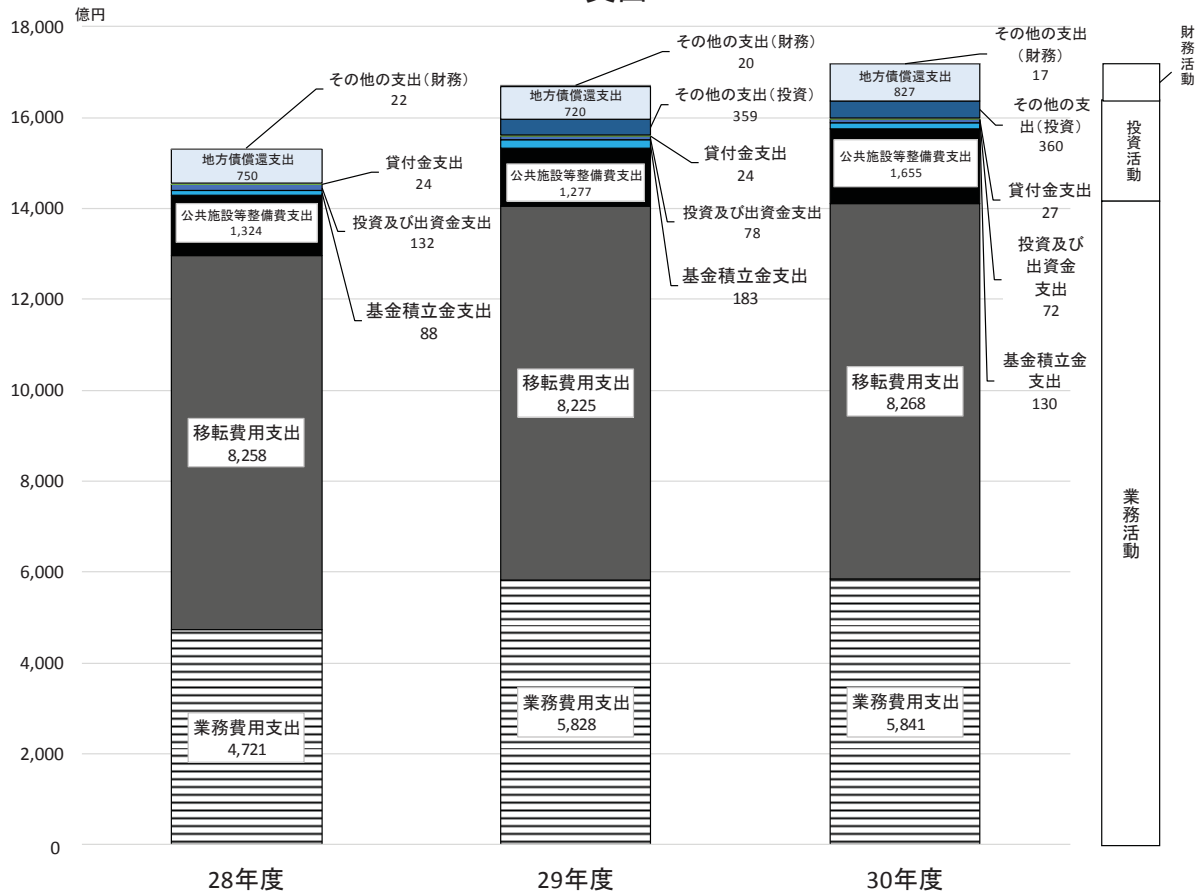 支出
億円
18,000
16,000
14,000
12,000
10,000
8,000
6,000
4,000
2,000
0
その他の支出(財務)
22
地方債償還支出
750
貸付金支出
24
公共施設等整備費支出
1,324
投資及び出資金支出
132
基金積立金支出
88
移転費用支出
8,258
業務費用支出
4,721
28年度
その他の支出(財務)
20
地方債償還支出
720
その他の支出(投資)
359
貸付金支出
24
公共施設等整備費支出
1,277
投資及び出資金支出
78
基金積立金支出
183
移転費用支出
8,225
業務費用支出
5,828
29年度
その他の支出
(財務)
17
地方債償還支出
827
その他の支
出(投資)
360
公共施設等整備費支出
1,655
貸付金支出
27
投資及び
出資金
支出
72
基金積立金
支出
130
移転費用支出
8,268
業務費用支出
5,841
30年度
財務活動
投資活動
業務活動